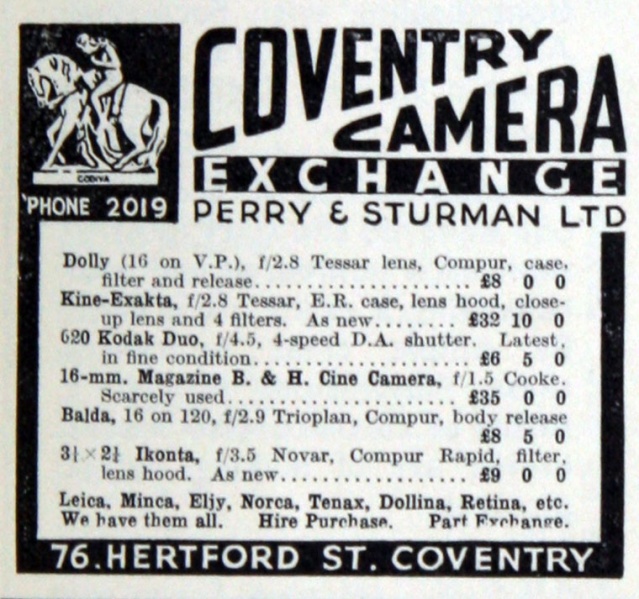 COVENTRY
CAMERA
EXCHANGE
GODIVA
'PHONE 2019
PERRY & STURMAN LTD
Dolly (16 on V.P.), f/2.8 Tessar lens, Compur, case,
filter and release.................... £8 0 0
Kine-Exakta, f/2.8 Tessar, E.R. case, lens hood, close-
up lens and 4 filters. As new........ £32 10 0
620 Kodak Duo, f/4.5, 4-speed D.A. shutter. Latest,
in fine condition.................... £6 5 0
16-mm. Magazine B. & H. Cine Camera, f/1.5 Cooke.
Scarcely used........................ £35 0 0
Balda, 16 on 120, f/2.9 Trioplan, Compur, body release
£8 5 0
3¼ × 2¼ Ikonta, f/3.5 Novar, Compur Rapid, filter,
lens hood. As new.................... £9 0 0
Leica, Minca, Eljy, Norca, Tenax, Dollina, Retina, etc.
We have them all. Hire Purchase. Part Exchange.
76. HERTFORD ST. COVENTRY